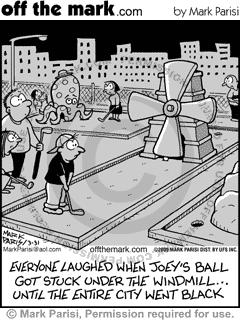 off the mark.com by Mark Parisi
MARK
PARISI 3-31
MarkParisi@aol.com offthemark.com ©2009 MARK PARISI DIST. BY UFS INC.
EVERYONE LAUGHED WHEN JOEY'S BALL
GOT STUCK UNDER THE WINDMILL...
UNTIL THE ENTIRE CITY WENT BLACK
© Mark Parisi, Permission required for use.